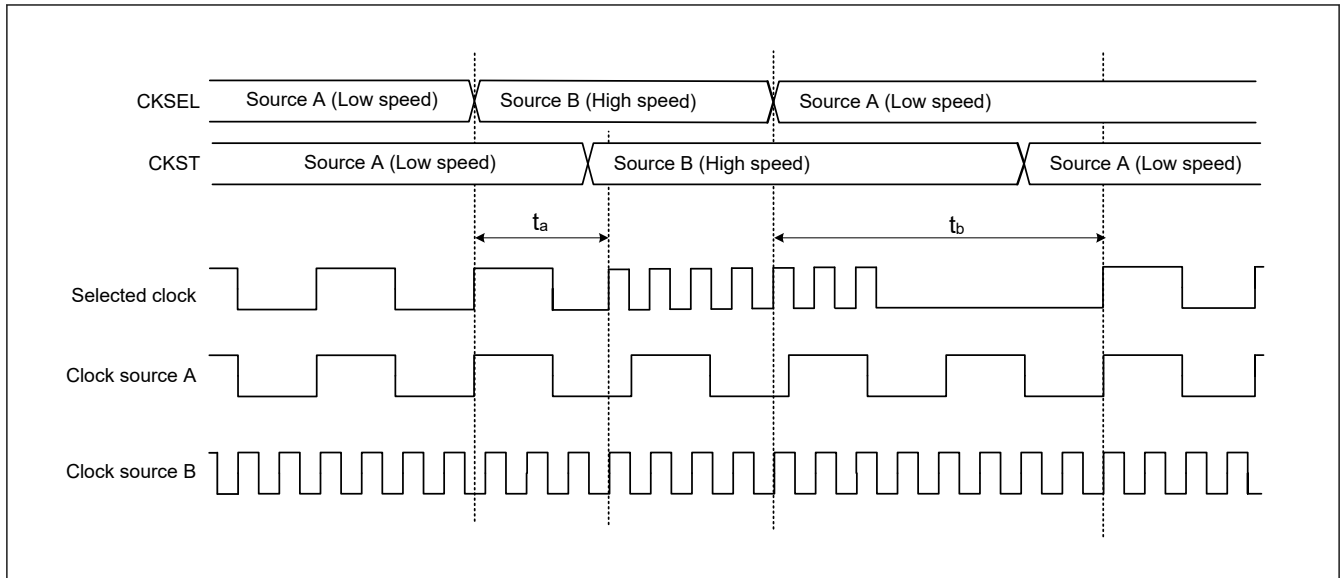 CKSEL Source A (Low speed) Source B (High speed) Source A (Low speed)
CKST Source A (Low speed) Source B (High speed) Source A (Low speed)
ta tb
Selected clock
Clock source A
Clock source B